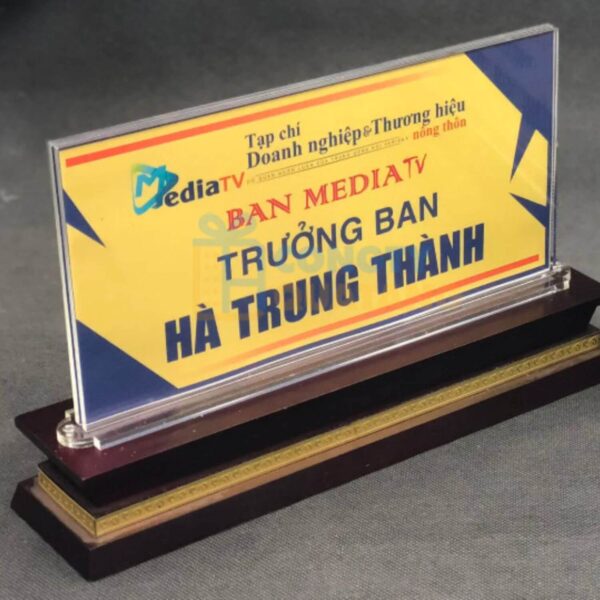 Tạp chí
Doanh nghiệp&Thương hiệu
nông thôn
MediaTV
BAN MEDIATV
TRƯỞNG BAN
HÀ TRUNG THÀNH